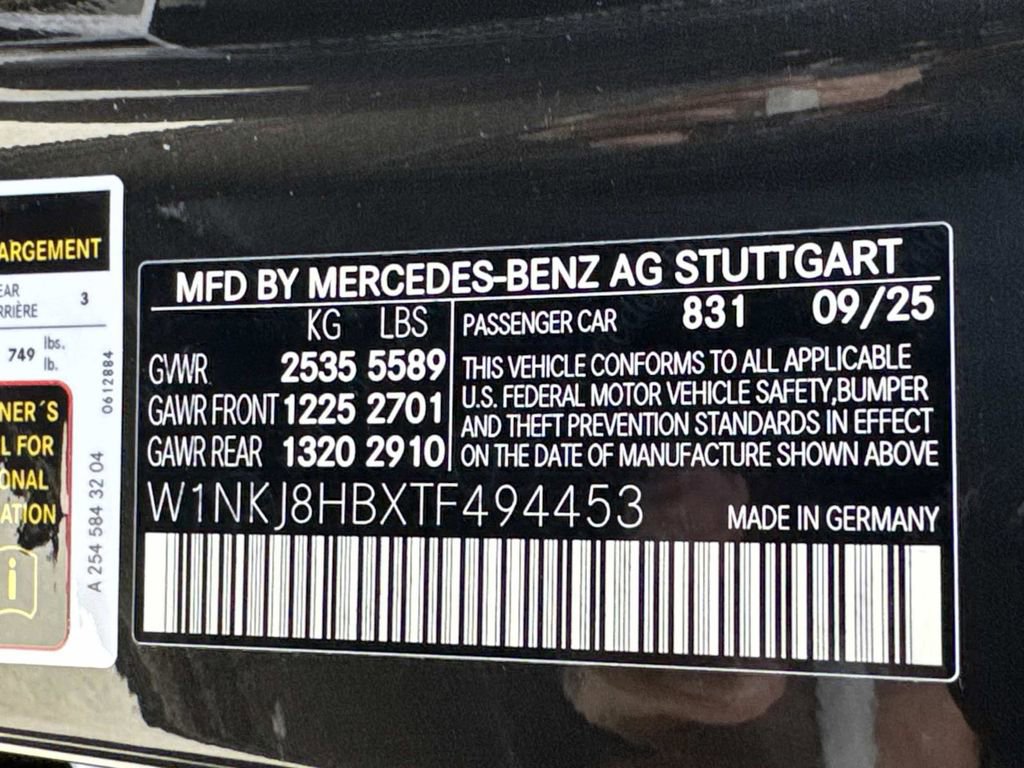 ARGEMENT
EAR
RRIÈRE
3
749 lbs.
lb.
0612884
NER´S
L FOR
ONAL
ATION
i
A 254 584 32 04
MFD BY MERCEDES-BENZ AG STUTTGART
KG LBS
GVWR 2535 5589
GAWR FRONT 1225 2701
GAWR REAR 1320 2910
PASSENGER CAR 831 09/25
THIS VEHICLE CONFORMS TO ALL APPLICABLE
U.S. FEDERAL MOTOR VEHICLE SAFETY,BUMPER
AND THEFT PREVENTION STANDARDS IN EFFECT
ON THE DATE OF MANUFACTURE SHOWN ABOVE
W1NKJ8HBXTF494453
MADE IN GERMANY